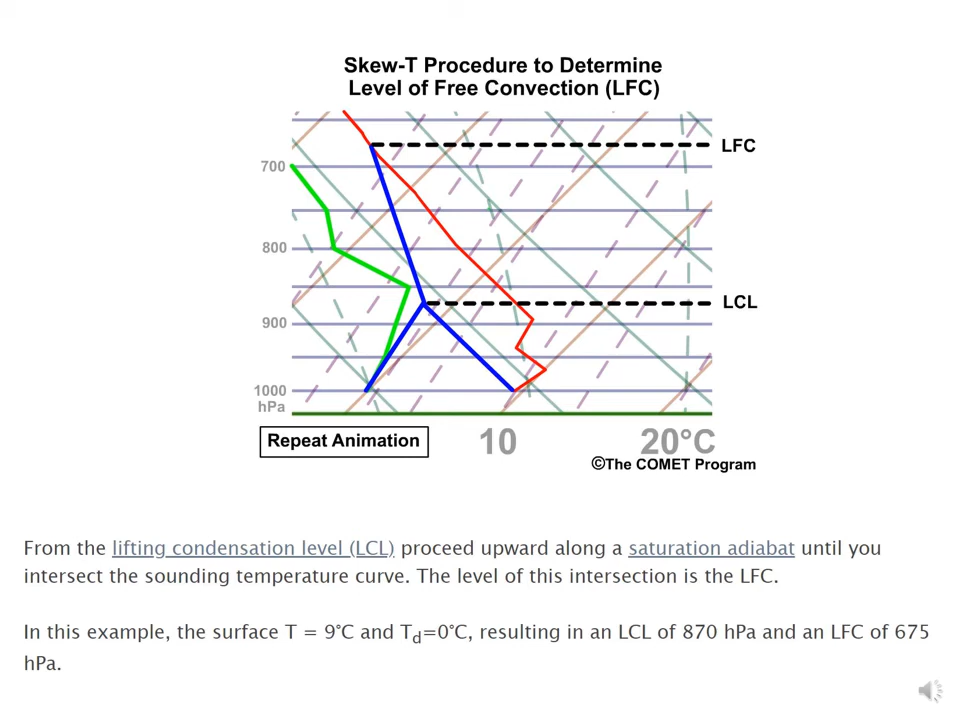 Skew-T Procedure to Determine
Level of Free Convection (LFC)
LFC
700
800
LCL
900
1000
hPa
Repeat Animation
10
20°C
©The COMET Program
From the lifting condensation level (LCL) proceed upward along a saturation adiabat until you
intersect the sounding temperature curve. The level of this intersection is the LFC.
In this example, the surface T = 9°C and Td=0°C, resulting in an LCL of 870 hPa and an LFC of 675
hPa.